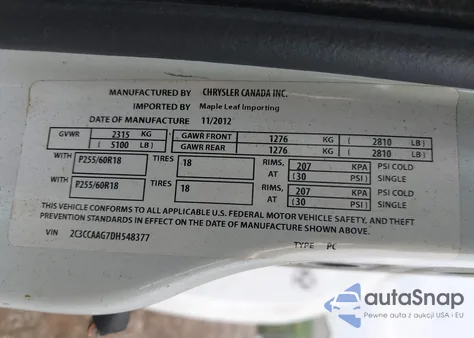 MANUFACTURED BY CHRYSLER CANADA INC.
IMPORTED BY Maple Leaf Importing
DATE OF MANUFACTURE 11/2012
GVWR 2315 KG GAWR FRONT 1276 KG ( 2810 LB)
( 5100 LB) GAWR REAR 1276 KG ( 2810 LB)
WITH P255/60R18 TIRES 18 RIMS, 207 KPA PSI COLD
AT (30 PSI) SINGLE
WITH P255/60R18 TIRES 18 RIMS, 207 KPA PSI COLD
AT (30 PSI) SINGLE
THIS VEHICLE CONFORMS TO ALL APPLICABLE U.S. FEDERAL MOTOR VEHICLE SAFETY, AND THEFT
PREVENTION STANDARDS IN EFFECT ON THE DATE OF MANUFACTURE SHOWN ABOVE.
VIN 2C3CCAAG7DH548377
TYPE PC
autoSnap
Pewne auta z aukcji USA i EU